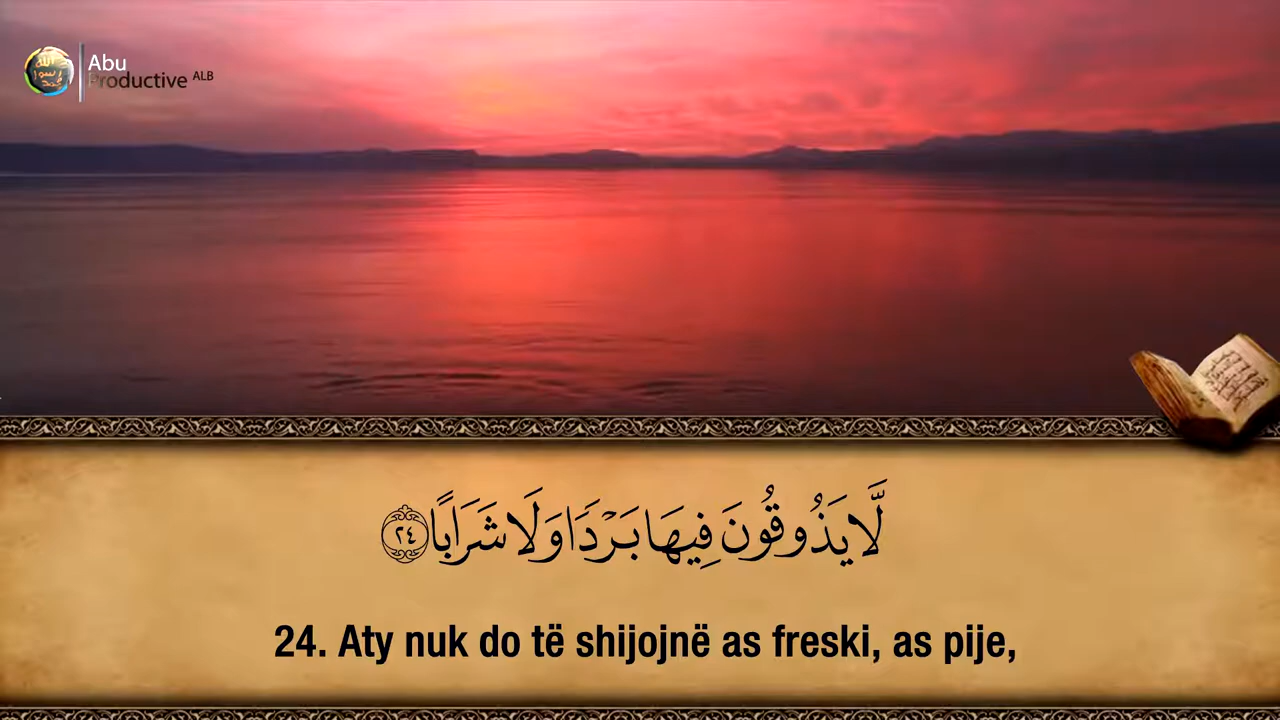 Abu
Productive ALB
لَّا يَذُوقُونَ فِيهَا بَرْدًا وَلَا شَرَابًا ٢٤
24. Aty nuk do të shijojnë as freski, as pije,